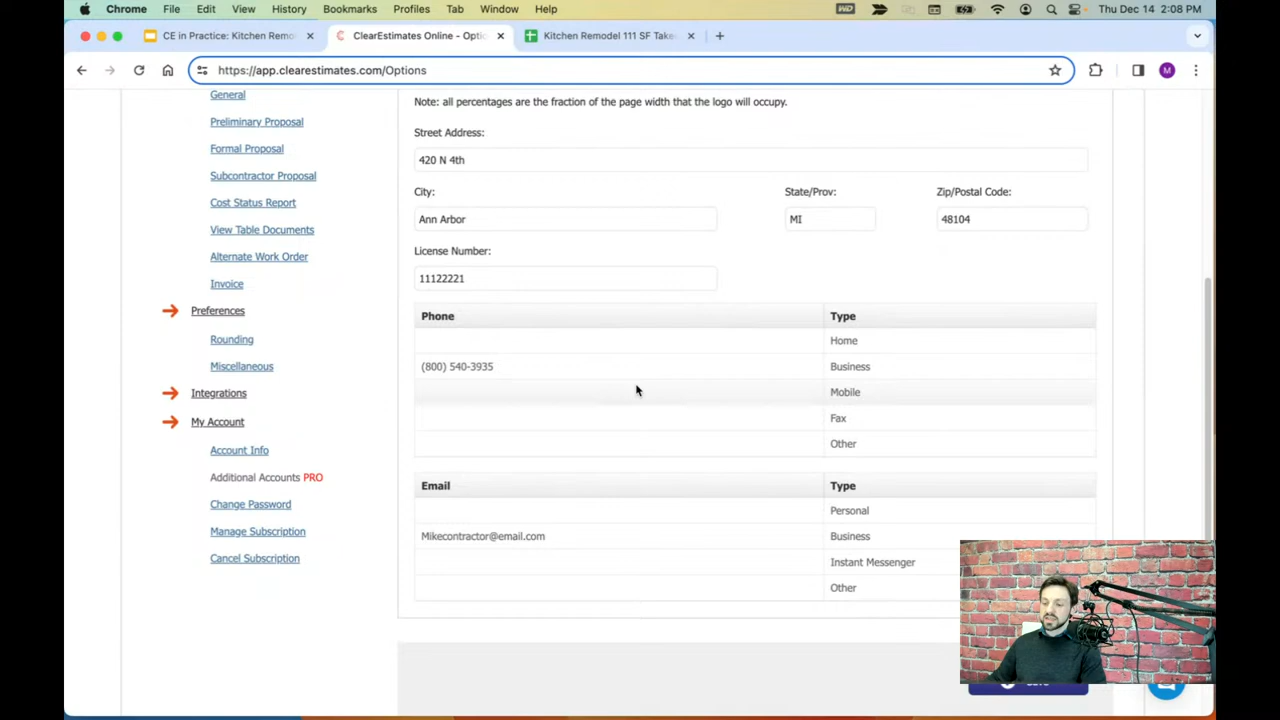 Chrome File Edit View History Bookmarks Profiles Tab Window Help Thu Dec 14 2:08 PM
CE in Practice: Kitchen Remo
ClearEstimates Online - Optio
Kitchen Remodel 111 SF Take
https://app.clearestimates.com/Options
M
General
Preliminary Proposal
Formal Proposal
Subcontractor Proposal
Cost Status Report
View Table Documents
Alternate Work Order
Invoice
Preferences
Rounding
Miscellaneous
Integrations
My Account
Account Info
Additional Accounts PRO
Change Password
Manage Subscription
Cancel Subscription
Note: all percentages are the fraction of the page width that the logo will occupy.
Street Address:
420 N 4th
City: State/Prov: Zip/Postal Code:
Ann Arbor MI 48104
License Number:
11122221
Phone Type
Home
(800) 540-3935 Business
Mobile
Fax
Other
Email Type
Personal
Mikecontractor@email.com Business
Instant Messenger
Other